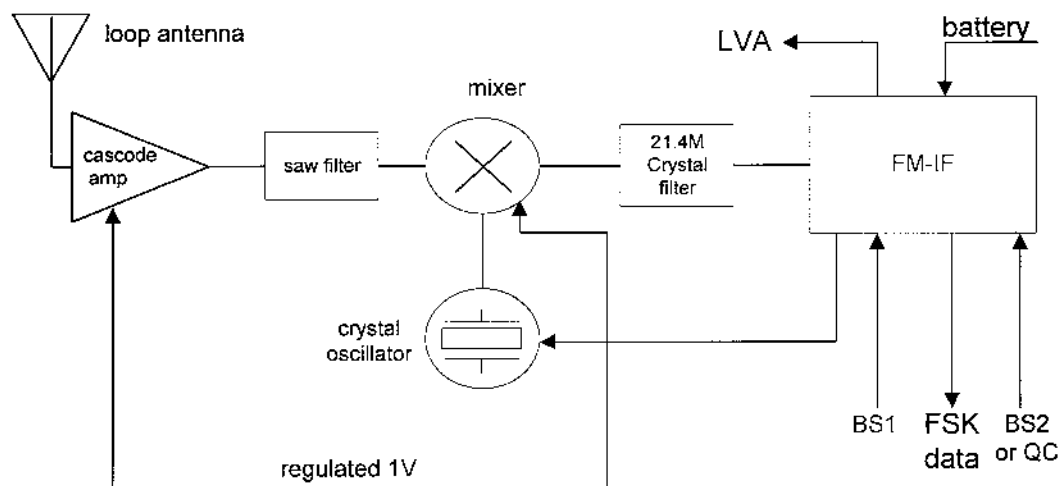 loop antenna
LVA
battery
mixer
cascode
amp
saw filter
21.4M
Crystal
filter
FM-IF
crystal
oscillator
BS1
FSK
data
BS2
or QC
regulated 1V